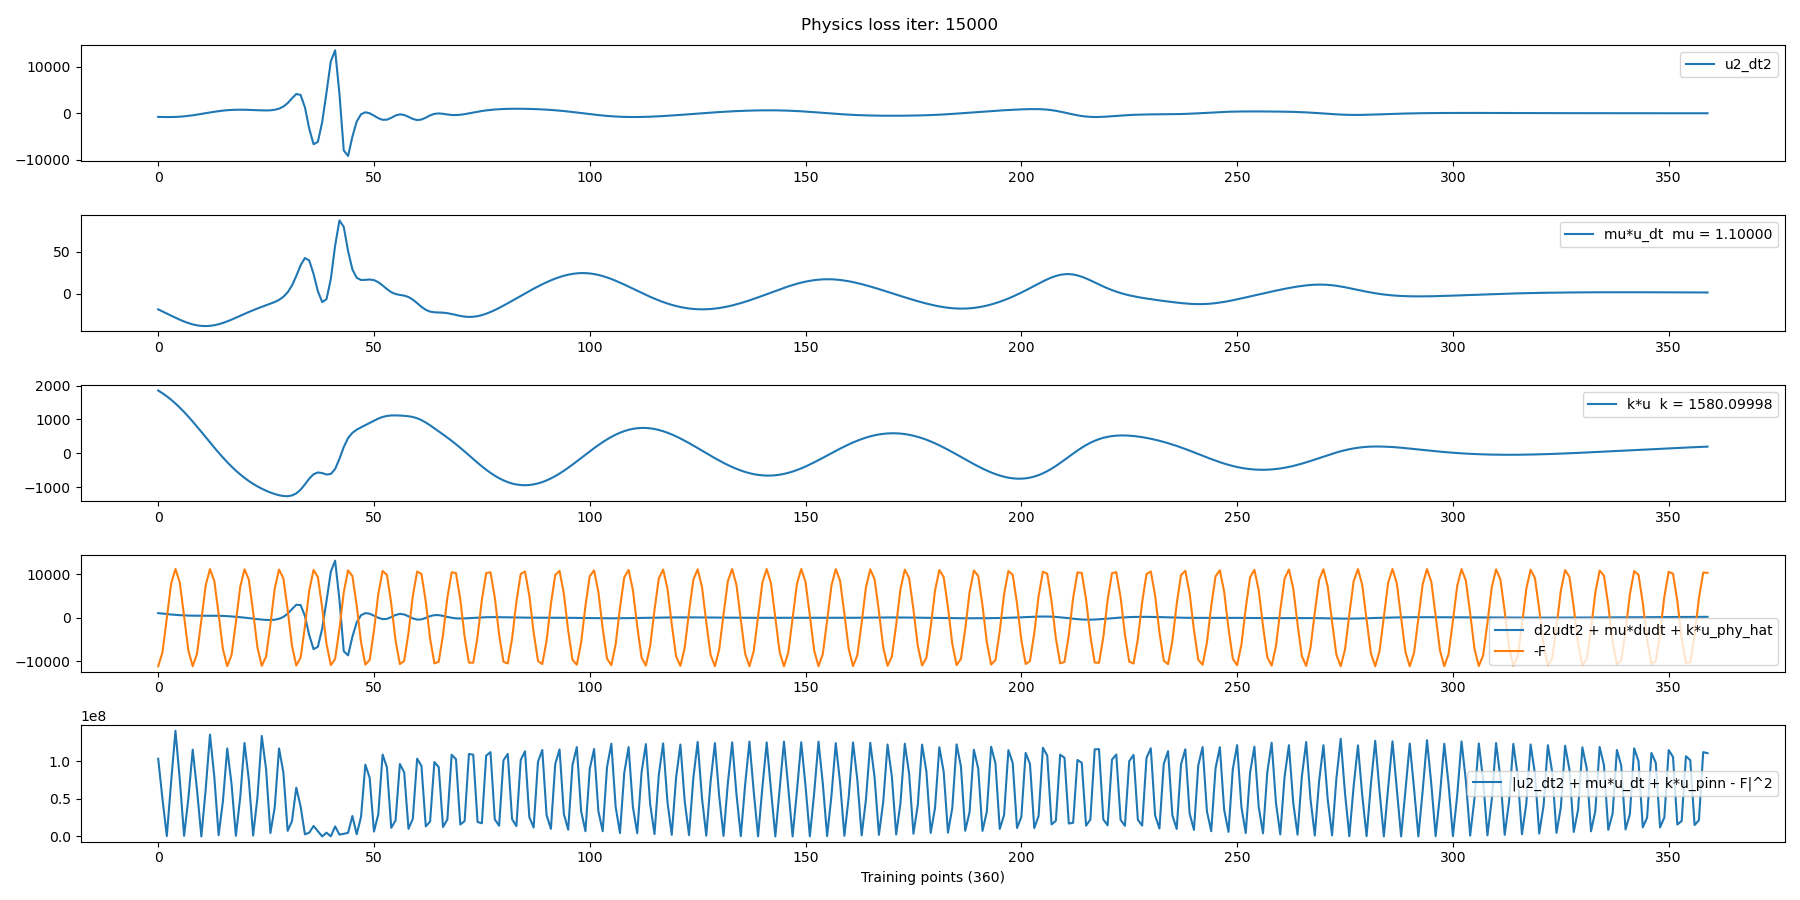 Physics loss iter: 15000
10000
0
−10000
u2_dt2
0 50 100 150 200 250 300 350
50
0
mu*u_dt  mu = 1.10000
0 50 100 150 200 250 300 350
2000
1000
0
−1000
k*u  k = 1580.09998
0 50 100 150 200 250 300 350
10000
0
−10000
d2udt2 + mu*dudt + k*u_phy_hat
-F
0 50 100 150 200 250 300 350
1e8
1.0
0.5
0.0
|u2_dt2 + mu*u_dt + k*u_pinn - F|^2
0 50 100 150 200 250 300 350
Training points (360)